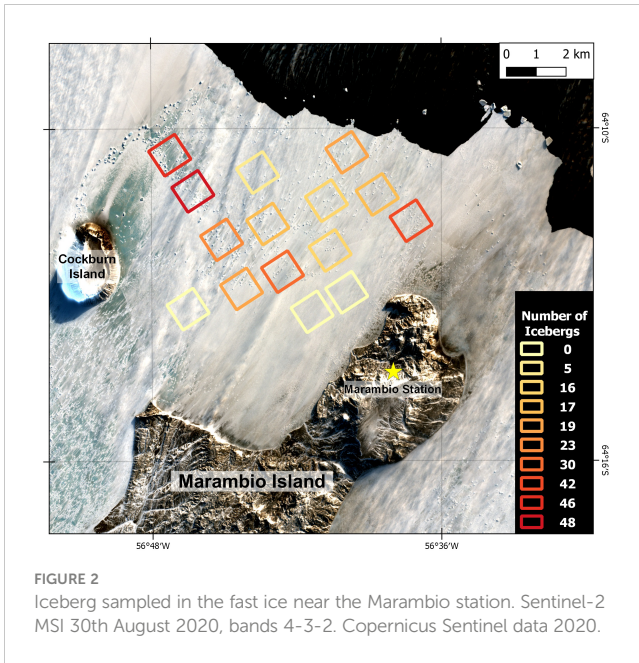 0 1 2 km
64°10'S
Cockburn
Island
Number of
Icebergs
0
5
16
17
19
23
30
42
46
48
Marambio Station
64°16'S
Marambio Island
56°48'W 56°36'W
FIGURE 2
Iceberg sampled in the fast ice near the Marambio station. Sentinel-2
MSI 30th August 2020, bands 4-3-2. Copernicus Sentinel data 2020.